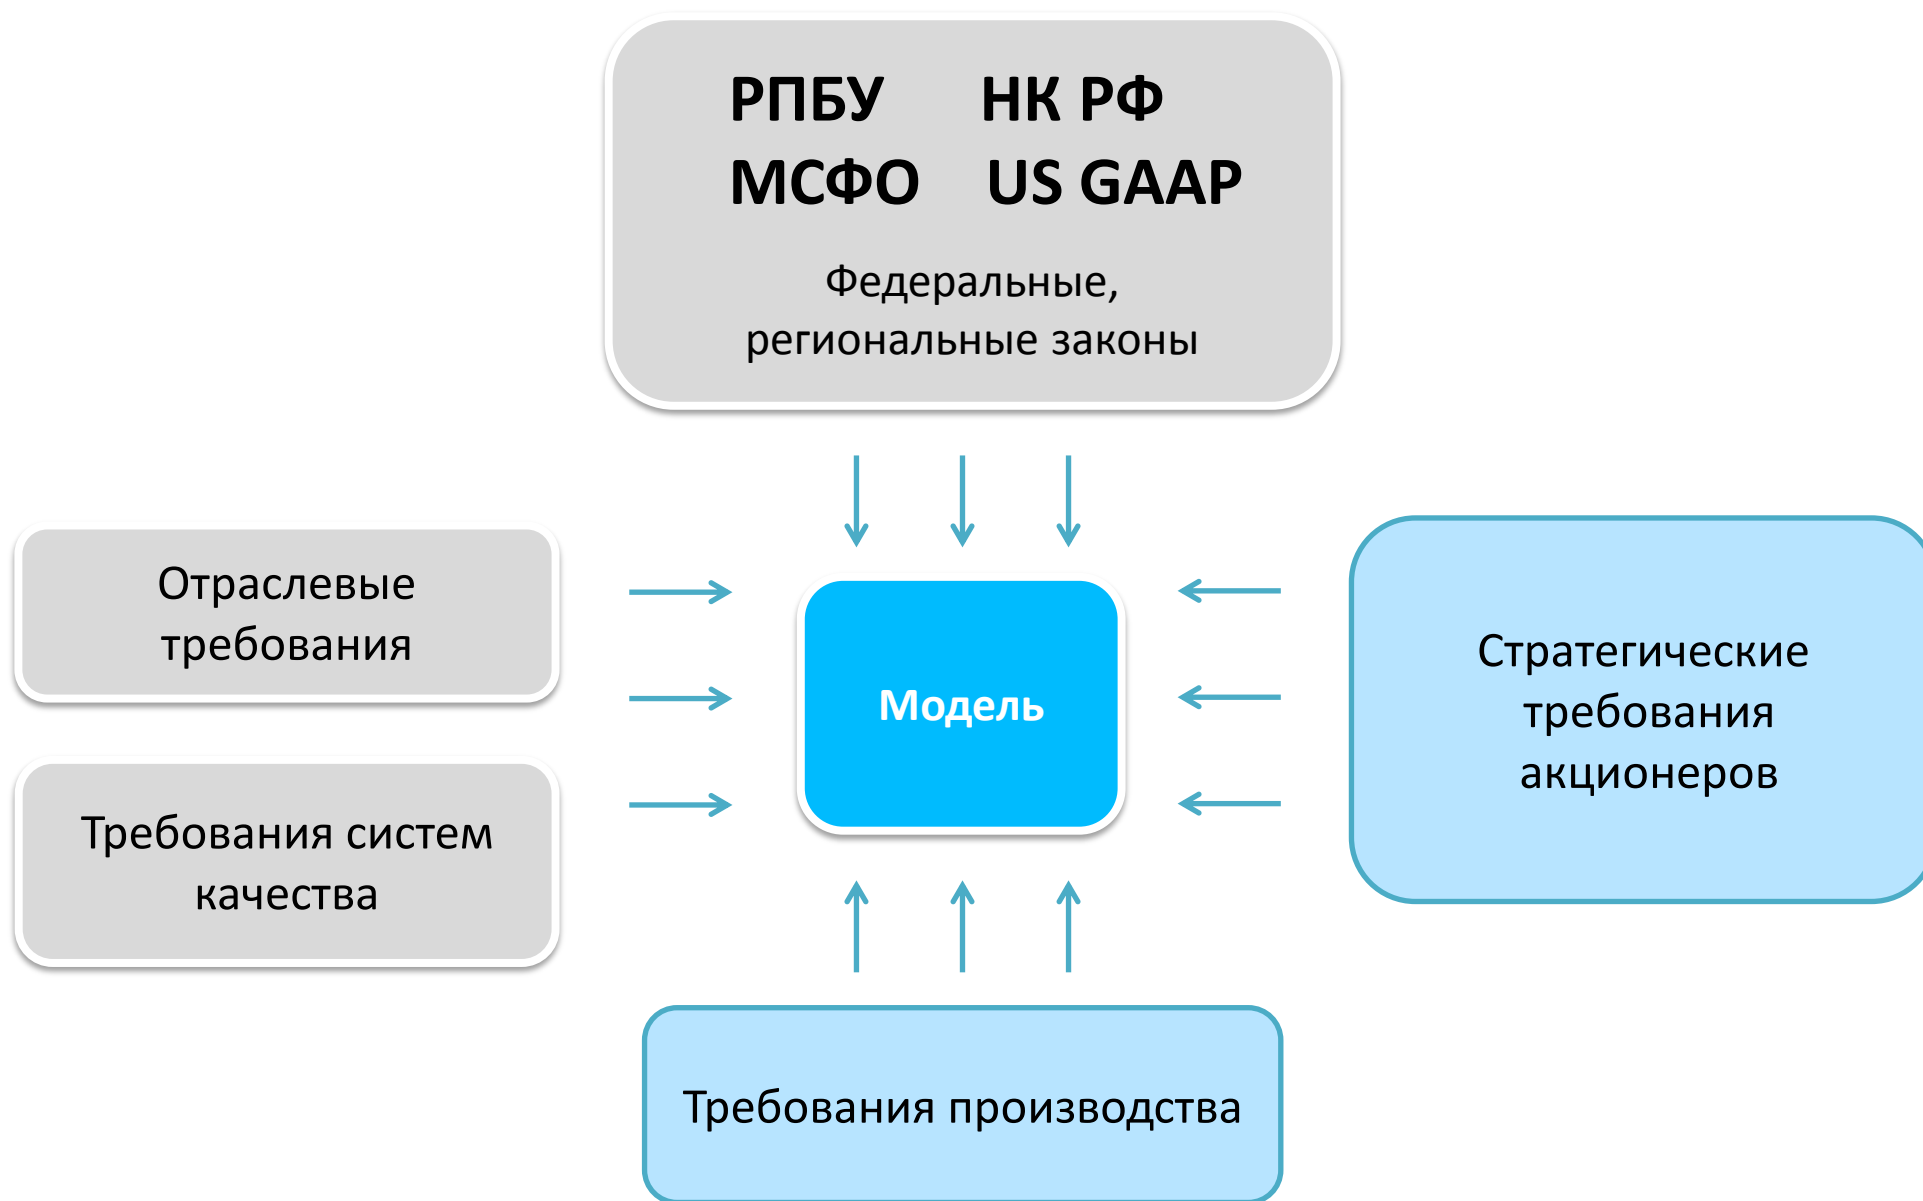 РПБУ НК РФ
МСФО US GAAP
Федеральные,
региональные законы
Отраслевые
требования
Требования систем
качества
Модель
Стратегические
требования
акционеров
Требования производства